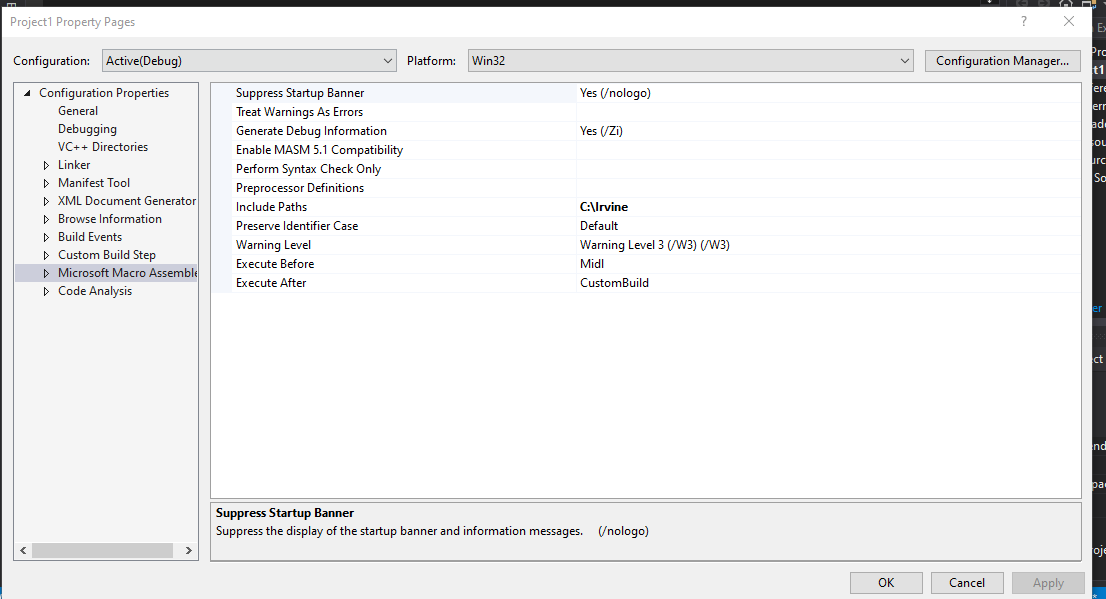 Project1 Property Pages
?
Configuration: Active(Debug) Platform: Win32 Configuration Manager...
Configuration Properties
General
Debugging
VC++ Directories
Linker
Manifest Tool
XML Document Generator
Browse Information
Build Events
Custom Build Step
Microsoft Macro Assemble
Code Analysis
Suppress Startup Banner Yes (/nologo)
Treat Warnings As Errors
Generate Debug Information Yes (/Zi)
Enable MASM 5.1 Compatibility
Perform Syntax Check Only
Preprocessor Definitions
Include Paths C:\Irvine
Preserve Identifier Case Default
Warning Level Warning Level 3 (/W3) (/W3)
Execute Before Midl
Execute After CustomBuild
Suppress Startup Banner
Suppress the display of the startup banner and information messages. (/nologo)
OK Cancel Apply